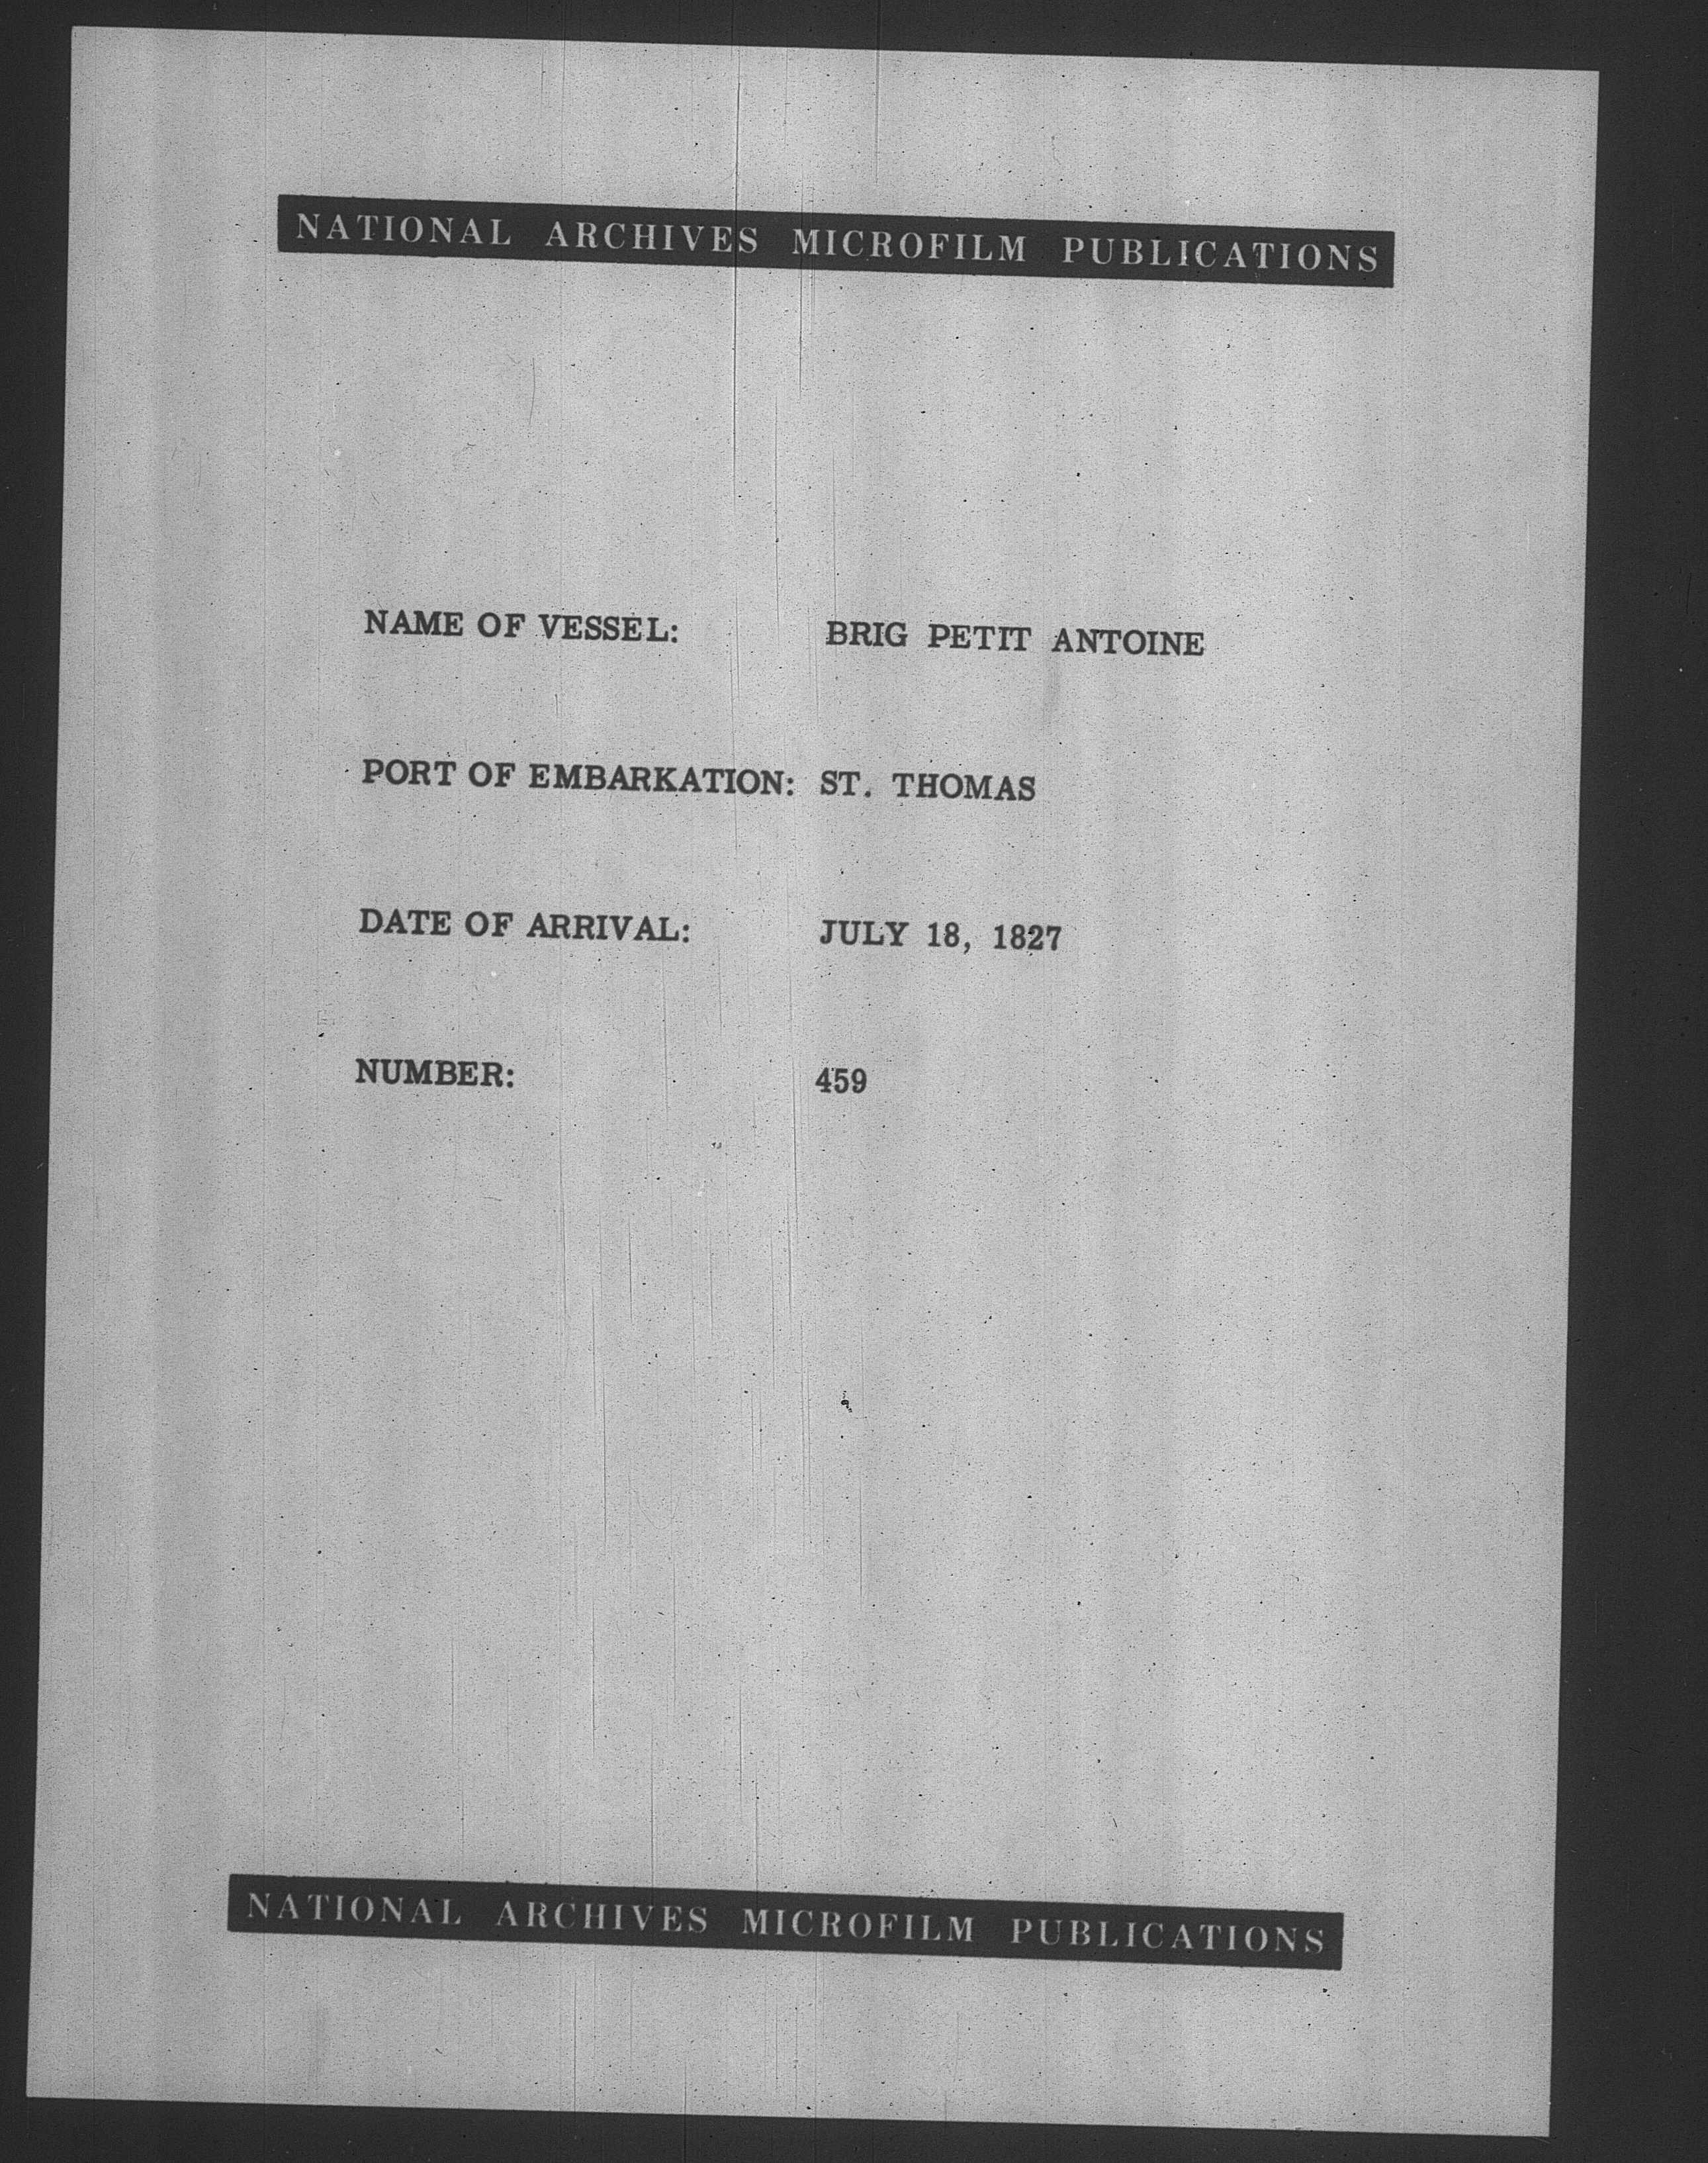 NATIONAL ARCHIVES MICROFILM PUBLICATIONS
NAME OF VESSEL: BRIG PETIT ANTOINE
PORT OF EMBARKATION: ST. THOMAS
DATE OF ARRIVAL: JULY 18, 1827
NUMBER: 459
NATIONAL ARCHIVES MICROFILM PUBLICATIONS